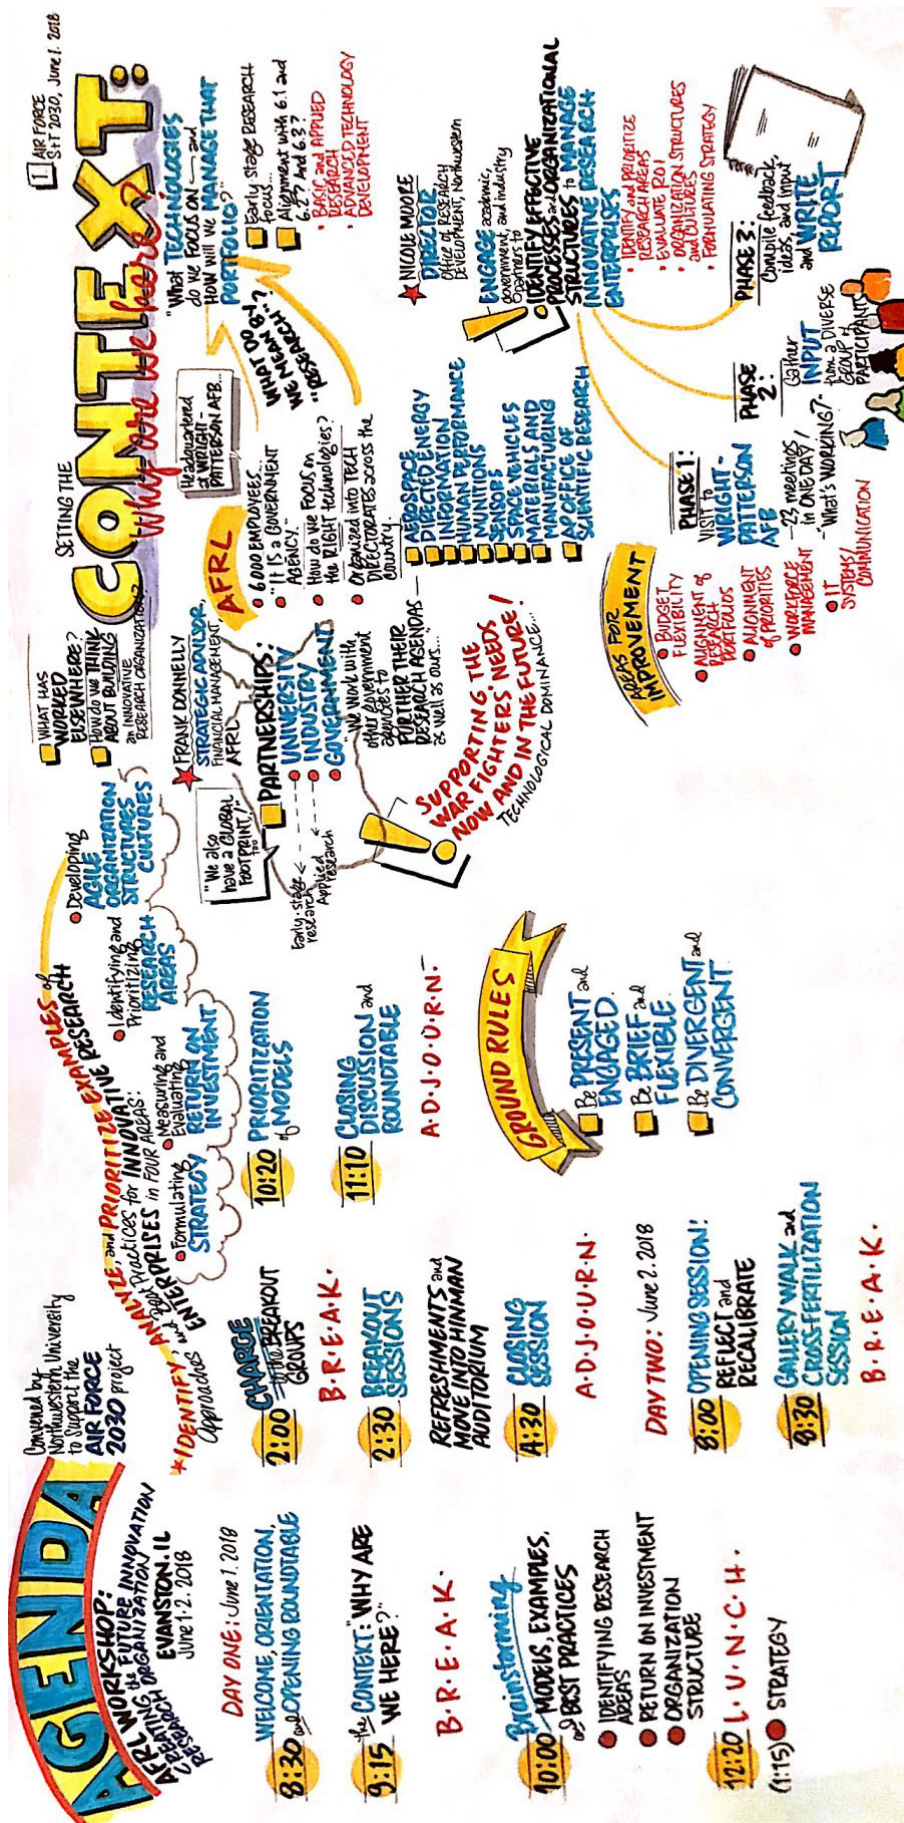 AGENDA
AFRL WORKSHOP:
CREATING the FUTURE INNOVATION
RESEARCH ORGANIZATION
EVANSTON, IL
June 1-2. 2018
Convened by
Northwestern University
to Support the
AIR FORCE
2030 project
*IDENTIFY, ANALYZE, and PRIORITIZE EXAMPLES of
Approaches and Best Practices for INNOVATIVE RESEARCH
ENTERPRISES in FOUR AREAS:
Formulating
STRATEGY
Measuring and
Evaluating
RETURN ON
INVESTMENT
Identifying and
Prioritizing
RESEARCH
AREAS
Developing
AGILE
ORGANIZATION
STRUCTURES
CULTURES
DAY ONE: June 1. 2018
8:30 WELCOME, ORIENTATION,
and OPENING ROUNDTABLE
9:15 the CONTEXT: "WHY ARE
WE HERE?"
B·R·E·A·K·
Brainstorming
10:00 MODELS, EXAMPLES,
and BEST PRACTICES
IDENTIFYING RESEARCH
AREAS
RETURN ON INVESTMENT
ORGANIZATION
STRUCTURE
12:20 L·U·N·C·H·
(1:15) STRATEGY
2:00 CHARGE
to the BREAKOUT
GROUPS
B·R·E·A·K·
2:30 BREAKOUT
SESSIONS
REFRESHMENTS and
MOVE INTO HINMAN
AUDITORIUM
4:30 CLOSING
SESSION
A·D·J·O·U·R·N·
DAY TWO: June 2. 2018
8:00 OPENING SESSION:
REFLECT and
RECALIBRATE
8:30 GALLERY WALK and
CROSS-FERTILIZATION
SESSION
B·R·E·A·K·
10:20 PRIORITIZATION
of MODELS
11:10 CLOSING
DISCUSSION and
ROUNDTABLE
A·D·J·O·U·R·N·
GROUND RULES
Be PRESENT and
ENGAGED.
Be BRIEF and
FLEXIBLE.
Be DIVERGENT and
CONVERGENT
1 AIR FORCE
S+T 2030, June 1. 2018
SETTING THE
CONTEXT:
Why are we here?
WHAT HAS
WORKED
ELSEWHERE?
How do we THINK
ABOUT BUILDING
an INNOVATIVE
RESEARCH ORGANIZATION?
"What TECHNOLOGIES
do we FOCUS ON — and
HOW will we MANAGE THAT
PORTFOLIO?"
FRANK DONNELLY
STRATEGIC ADVISOR,
FINANCIAL MANAGEMENT,
AFRL
"We also
have a GLOBAL
FOOTPRINT,
too"
PARTNERSHIPS:
UNIVERSITY
INDUSTRY
GOVERNMENT
Early-stage
research
Applied
research
"We work with
other government
agencies to
FURTHER THEIR
RESEARCH AGENDAS—
as well as ours..."
SUPPORTING THE
WAR FIGHTERS' NEEDS
NOW AND IN THE FUTURE!
TECHNOLOGICAL DOMINANCE...
AFRL
Headquartered
at WRIGHT-
PATTERSON AFB...
6,000 EMPLOYEES...
"IT IS A GOVERNMENT
AGENCY."
How do we FOCUS on
the RIGHT technologies?
Organized into TECH
DIRECTORATES across the
country:
AEROSPACE
DIRECTED ENERGY
INFORMATION
HUMAN PERFORMANCE
MUNITIONS
SENSORS
SPACE VEHICLES
MATERIALS AND
MANUFACTURING
AF OFFICE OF
SCIENTIFIC RESEARCH
WHAT DO BY
WE MEAN "?
"RESEARCH"
Early stage RESEARCH
focus...
Alignment with 6.1 and
6.2? And 6.3?
BASIC and APPLIED
RESEARCH
ADVANCED TECHNOLOGY
DEVELOPMENT
NICOLE MOORE
DIRECTOR
Office of RESEARCH
DEVELOPMENT, Northwestern
ENGAGE academic,
government, and industry
partners to
IDENTIFY EFFECTIVE
PROCESSES and ORGANIZATIONAL
STRUCTURES to MANAGE
INNOVATIVE RESEARCH
ENTERPRISES
IDENTIFY and PRIORITIZE
RESEARCH AREAS
EVALUATE ROI
ORGANIZATION STRUCTURES
and CULTURES
FORMULATING STRATEGY
PHASE 1:
VISIT to
WRIGHT-
PATTERSON
AFB
- 23 meetings
in ONE DAY!
- "What's WORKING?"
PHASE
2:
Gather
INPUT
from a DIVERSE
GROUP of
PARTICIPANTS
PHASE 3:
Compile feedback,
ideas, and input
and WRITE
REPORT
AREAS FOR
IMPROVEMENT
BUDGET
FLEXIBILITY
ALIGNMENT of
RESEARCH
PORTFOLIOS
ALIGNMENT
of PRIORITIES
WORKFORCE
MANAGEMENT
IT
SYSTEMS/
COMMUNICATION